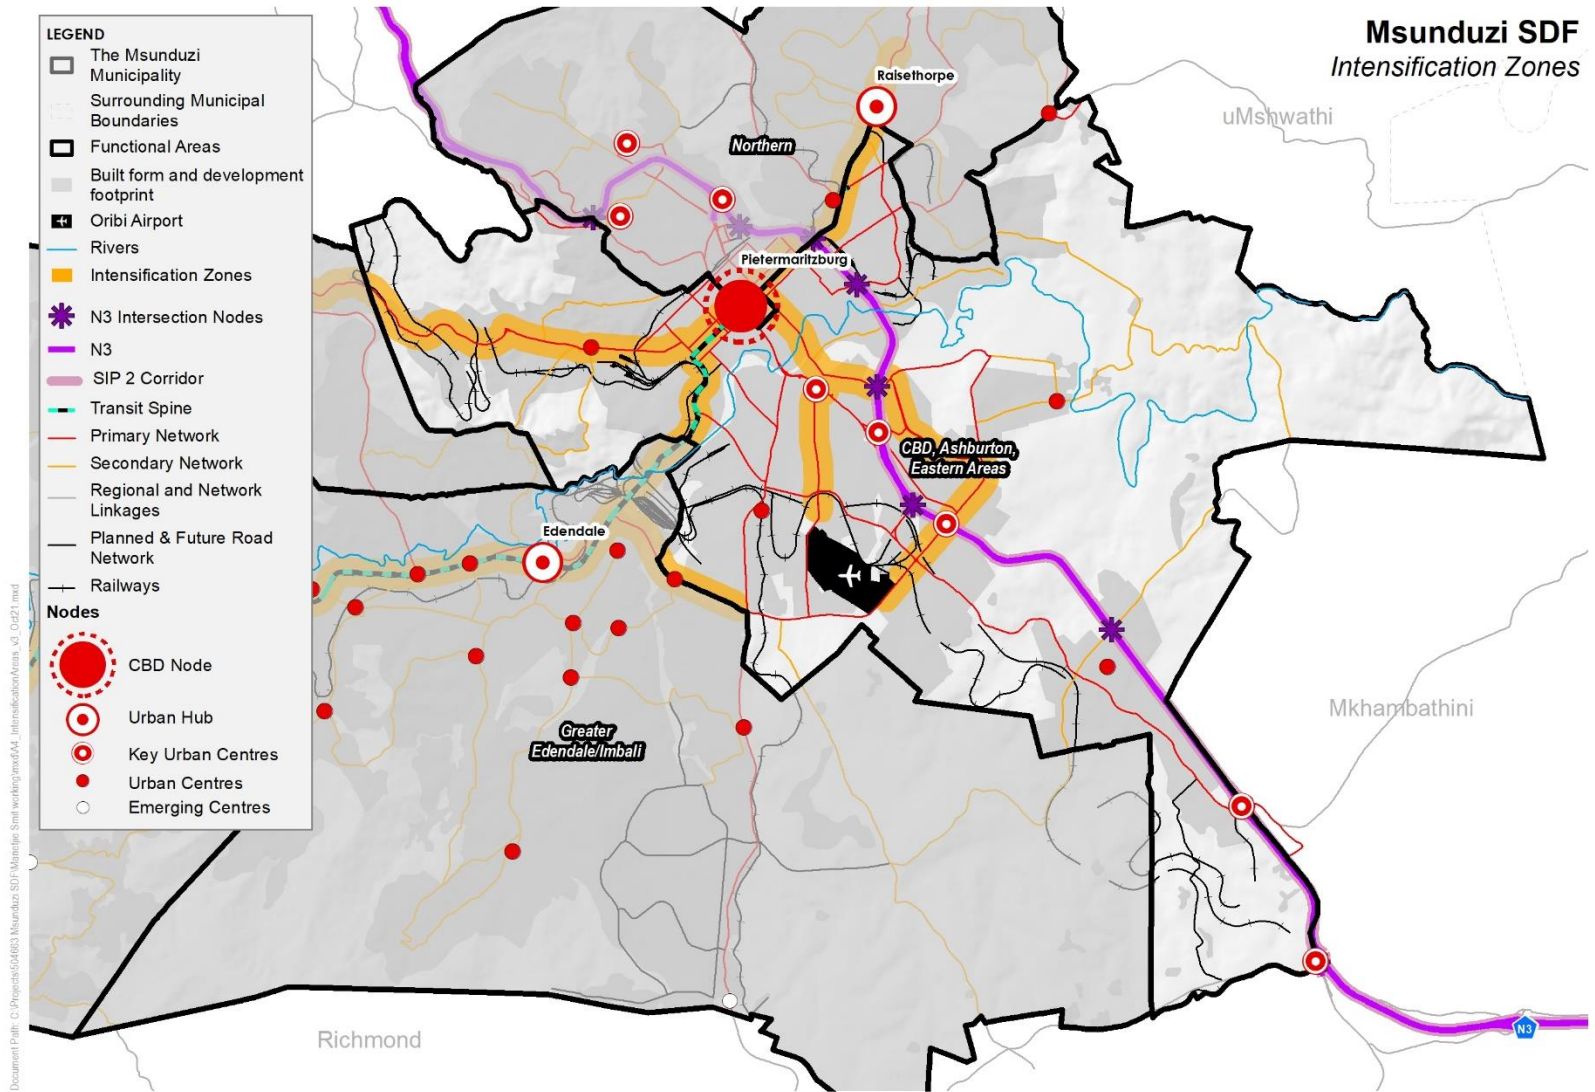 Msunduzi SDF
Intensification Zones
LEGEND
The Msunduzi
Municipality
Surrounding Municipal
Boundaries
Functional Areas
Built form and development
footprint
Oribi Airport
Rivers
Intensification Zones
N3 Intersection Nodes
N3
SIP 2 Corridor
Transit Spine
Primary Network
Secondary Network
Regional and Network
Linkages
Planned & Future Road
Network
Railways
Nodes
CBD Node
Urban Hub
Key Urban Centres
Urban Centres
Emerging Centres
Raisethorpe
uMshwathi
Northern
Pietermaritzburg
CBD, Ashburton,
Eastern Areas
Edendale
Greater
Edendale/Imbali
Mkhambathini
Richmond
N3